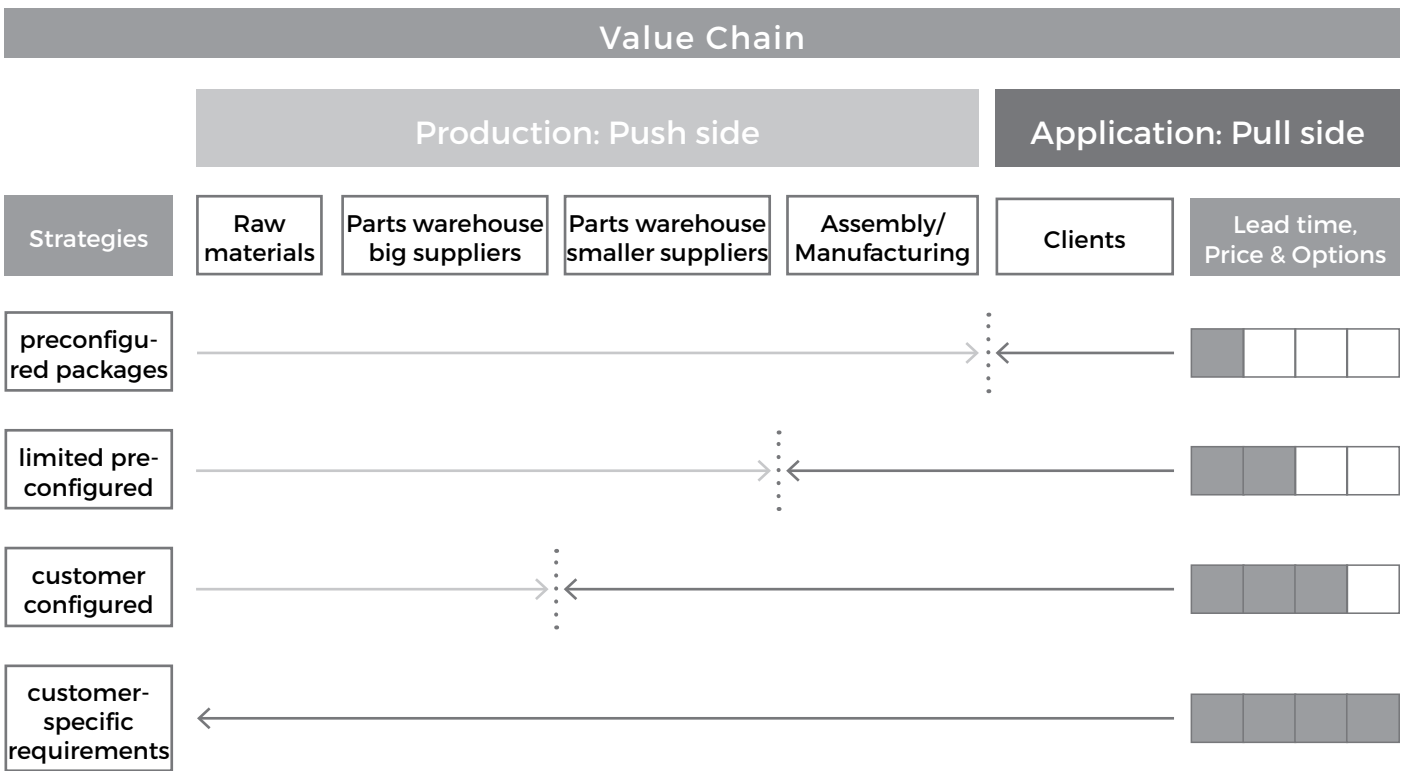 Value Chain
Production: Push side
Application: Pull side
Strategies
Raw
materials
Parts warehouse
big suppliers
Parts warehouse
smaller suppliers
Assembly/
Manufacturing
Clients
Lead time,
Price & Options
preconfigu-
red packages
limited pre-
configured
customer
configured
customer-
specific
requirements